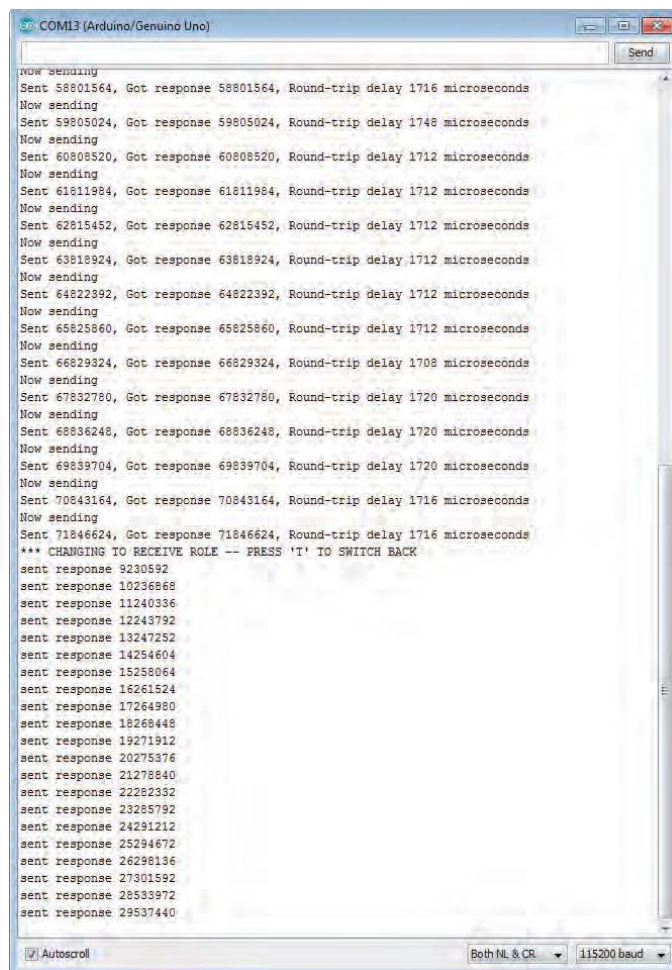 COM13 (Arduino/Genuino Uno)
Send
Now sending
Sent 58801564, Got response 58801564, Round-trip delay 1716 microseconds
Now sending
Sent 59805024, Got response 59805024, Round-trip delay 1748 microseconds
Now sending
Sent 60808520, Got response 60808520, Round-trip delay 1712 microseconds
Now sending
Sent 61811984, Got response 61811984, Round-trip delay 1712 microseconds
Now sending
Sent 62815452, Got response 62815452, Round-trip delay 1712 microseconds
Now sending
Sent 63818924, Got response 63818924, Round-trip delay 1712 microseconds
Now sending
Sent 64822392, Got response 64822392, Round-trip delay 1712 microseconds
Now sending
Sent 65825860, Got response 65825860, Round-trip delay 1712 microseconds
Now sending
Sent 66829324, Got response 66829324, Round-trip delay 1708 microseconds
Now sending
Sent 67832780, Got response 67832780, Round-trip delay 1720 microseconds
Now sending
Sent 68836248, Got response 68836248, Round-trip delay 1720 microseconds
Now sending
Sent 69839704, Got response 69839704, Round-trip delay 1720 microseconds
Now sending
Sent 70843164, Got response 70843164, Round-trip delay 1716 microseconds
Now sending
Sent 71846624, Got response 71846624, Round-trip delay 1716 microseconds
*** CHANGING TO RECEIVE ROLE -- PRESS 'T' TO SWITCH BACK
sent response 9230592
sent response 10236868
sent response 11240336
sent response 12243792
sent response 13247252
sent response 14254604
sent response 15258064
sent response 16261524
sent response 17264980
sent response 18268448
sent response 19271912
sent response 20275376
sent response 21278840
sent response 22282332
sent response 23285792
sent response 24291212
sent response 25294672
sent response 26298136
sent response 27301592
sent response 28533972
sent response 29537440
Autoscroll
Both NL & CR
115200 baud